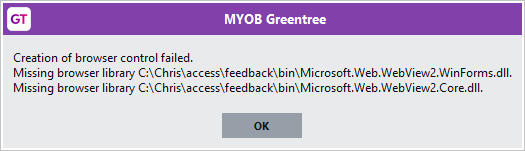 GT
MYOB Greentree
Creation of browser control failed.
Missing browser library C:\Chris\access\feedback\bin\Microsoft.Web.WebView2.WinForms.dll.
Missing browser library C:\Chris\access\feedback\bin\Microsoft.Web.WebView2.Core.dll.
OK